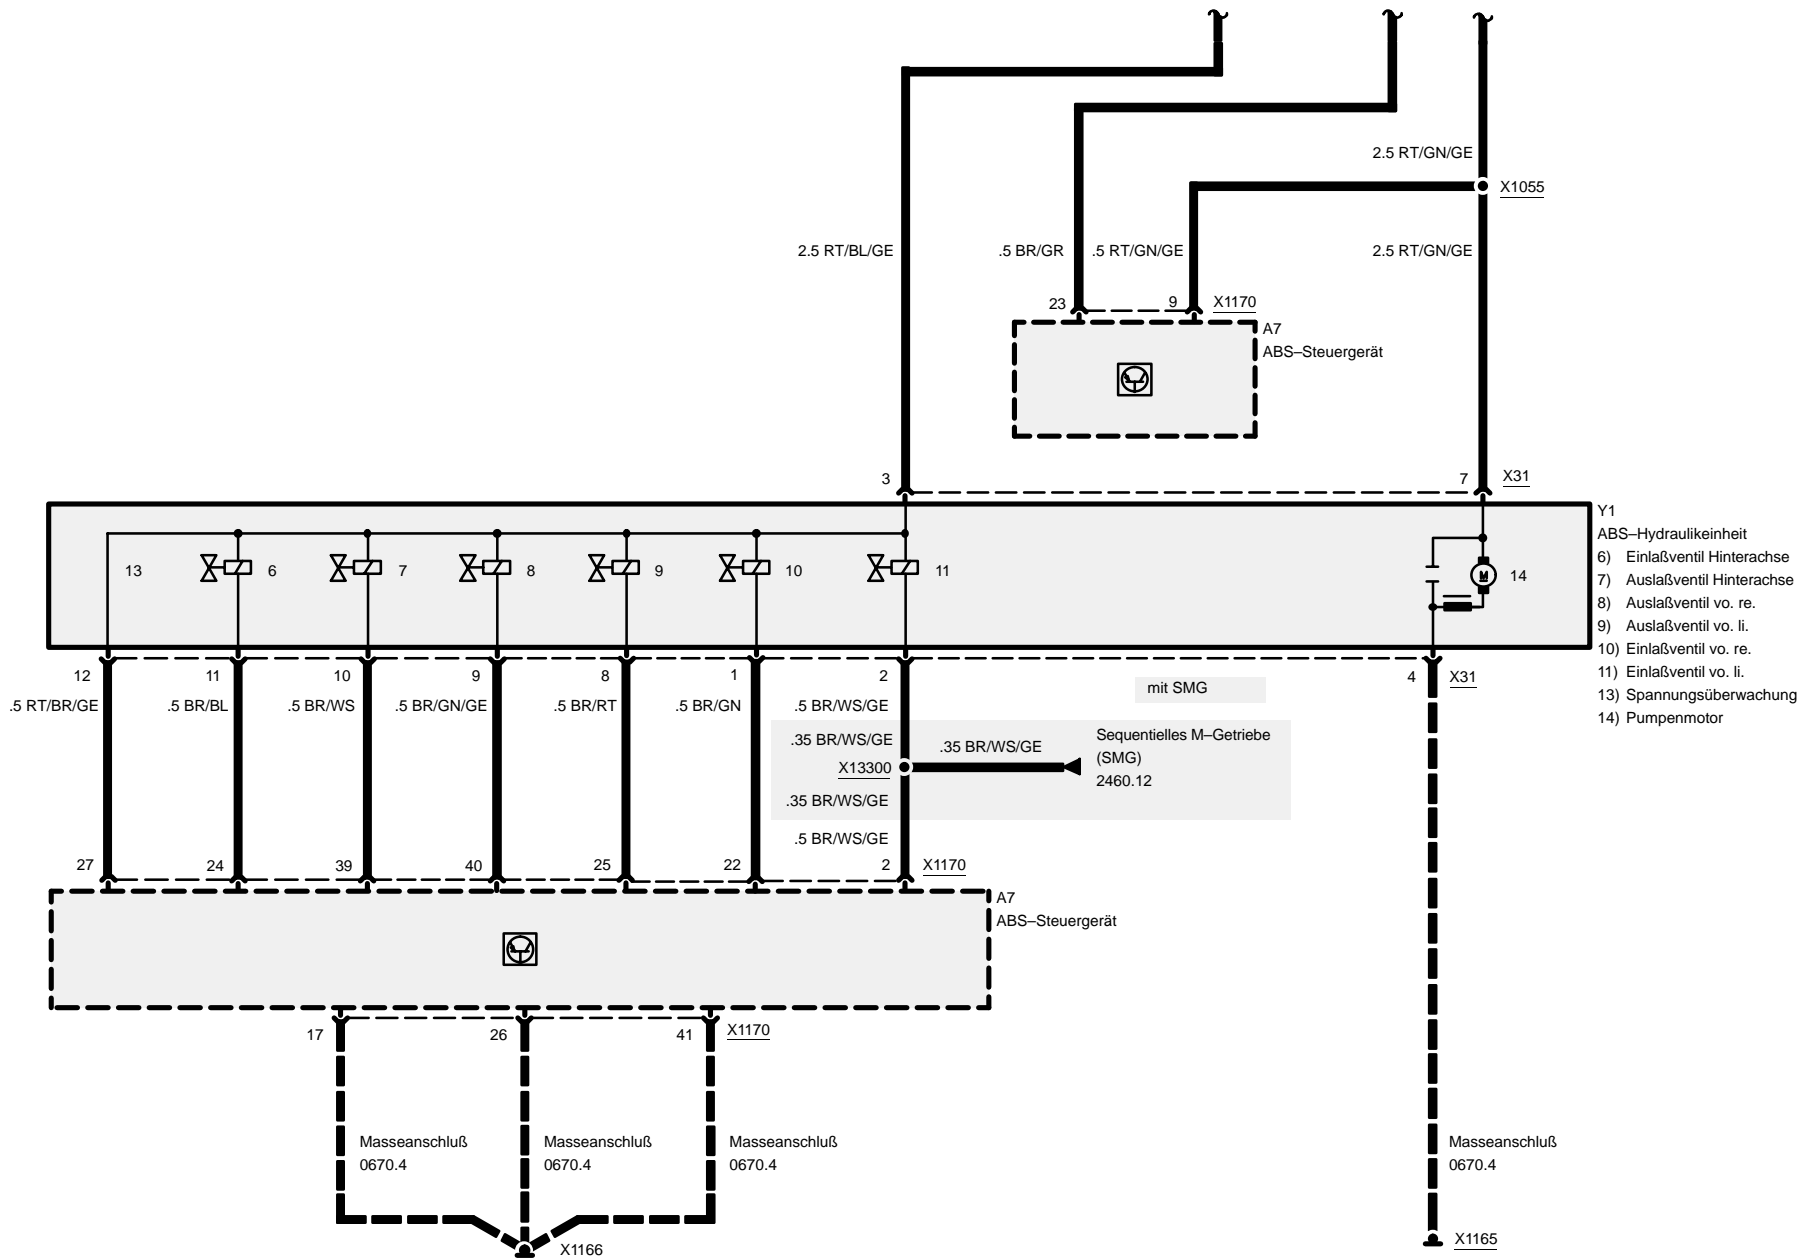 2.5 RT/GN/GE
X1055
2.5 RT/BL/GE
.5 BR/GR
.5 RT/GN/GE
2.5 RT/GN/GE
23
9
X1170
A7
ABS–Steuergerät
3
7
X31
Y1
ABS–Hydraulikeinheit
6) Einlaßventil Hinterachse
7) Auslaßventil Hinterachse
8) Auslaßventil vo. re.
9) Auslaßventil vo. li.
10) Einlaßventil vo. re.
11) Einlaßventil vo. li.
13) Spannungsüberwachung
14) Pumpenmotor
13
6
7
8
9
10
11
M
14
12
11
10
9
8
1
2
4
X31
.5 RT/BR/GE
.5 BR/BL
.5 BR/WS
.5 BR/GN/GE
.5 BR/RT
.5 BR/GN
.5 BR/WS/GE
mit SMG
.35 BR/WS/GE
.35 BR/WS/GE
Sequentielles M–Getriebe
(SMG)
2460.12
X13300
.35 BR/WS/GE
.5 BR/WS/GE
27
24
39
40
25
22
2
X1170
A7
ABS–Steuergerät
17
26
41
X1170
Masseanschluß
0670.4
Masseanschluß
0670.4
Masseanschluß
0670.4
Masseanschluß
0670.4
X1166
X1165